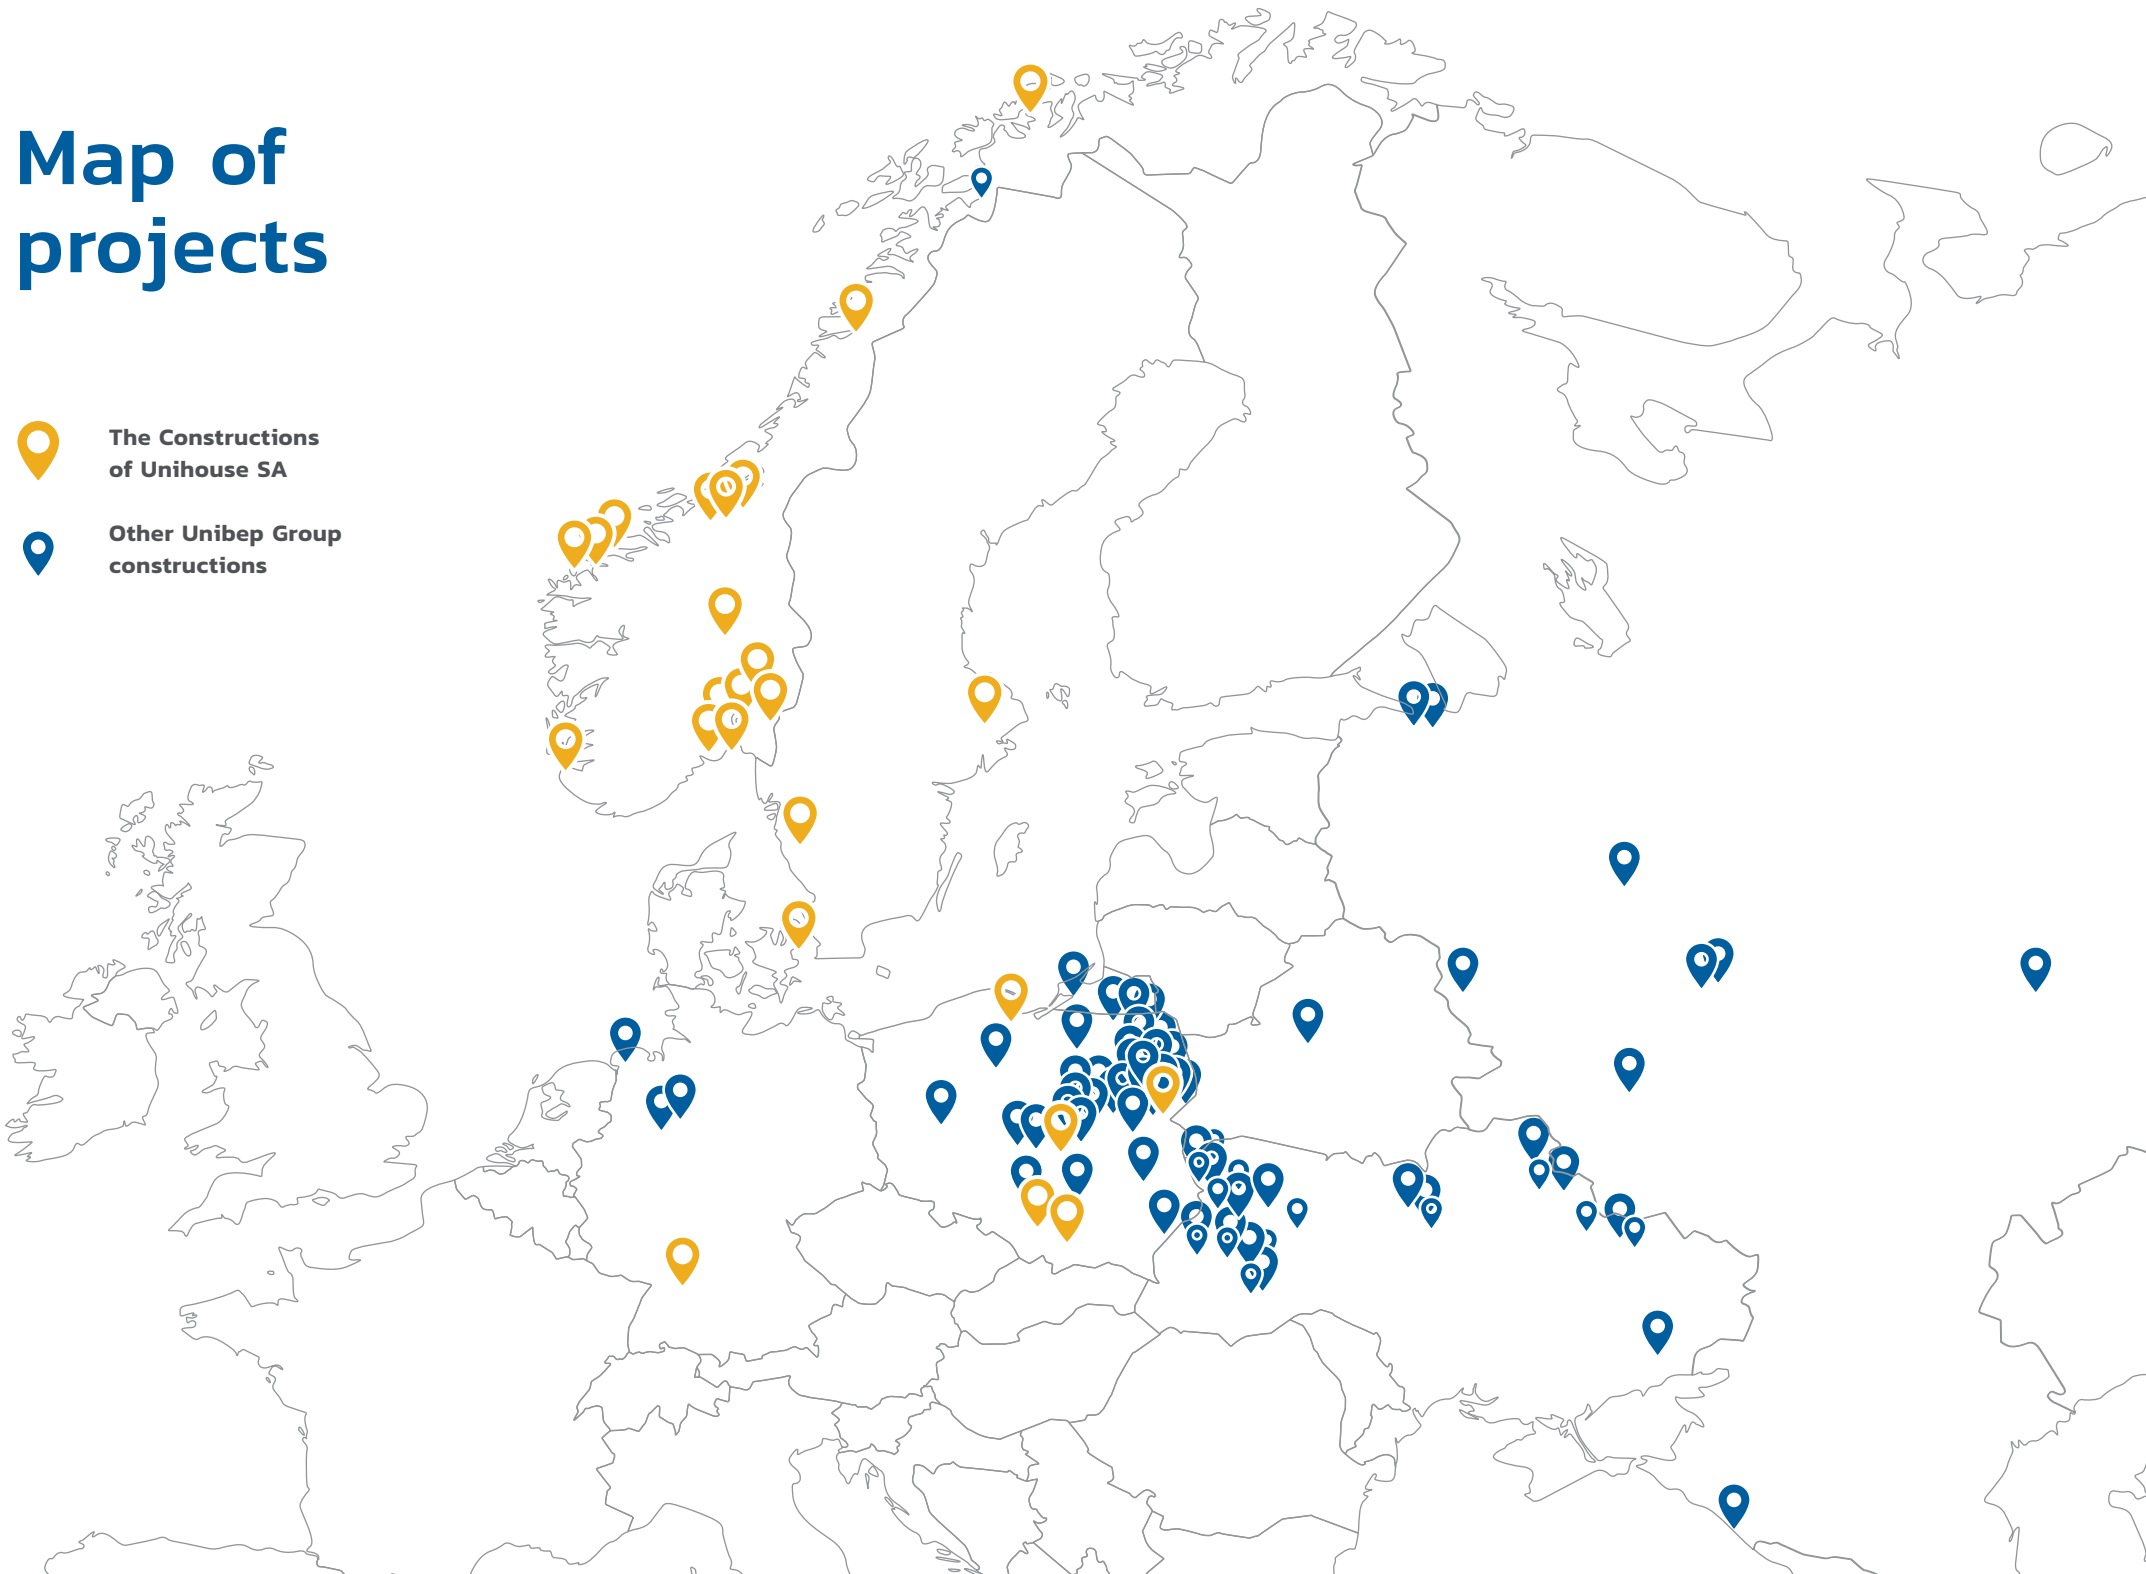 Map of
projects
The Constructions
of Unihouse SA
Other Unibep Group
constructions